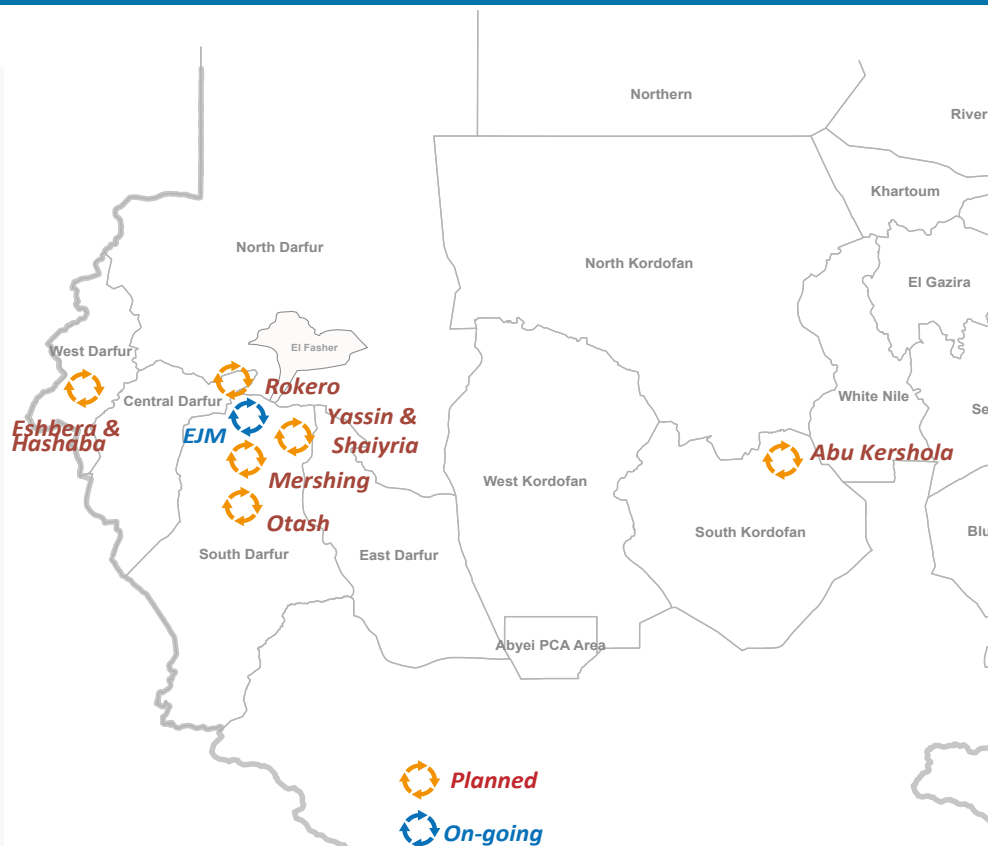 Northern
River
Khartoum
North Darfur
North Kordofan
El Gazira
El Fasher
West Darfur
Rokero
Central Darfur
White Nile
Se
Yassin &
Shaiyria
Eshbera &
Hashaba
EJM
Abu Kershola
Mershing
West Kordofan
Otash
South Kordofan
Blu
South Darfur
East Darfur
Abyei PCA Area
Planned
On-going